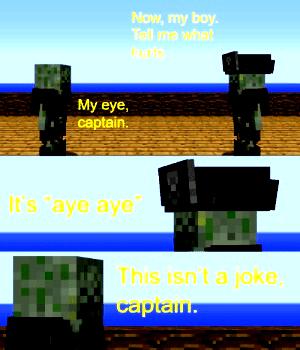 Now, my boy.
Tell me what
hurts.
My eye,
captain.
It's "aye aye"
This isn't a joke,
captain.